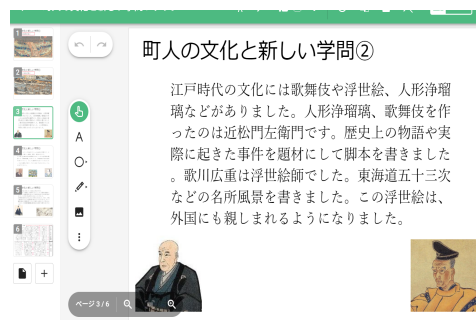 町人の文化と新しい学問②
江戸時代の文化には歌舞伎や浮世絵、人形浄瑠
璃などがありました。人形浄瑠璃、歌舞伎を作
ったのは近松門左衛門です。歴史上の物語や実
際に起きた事件を題材にして脚本を書きました
。歌川広重は浮世絵師でした。東海道五十三次
などの名所風景を書きました。この浮世絵は、
外国にも親しまれるようになりました。
1
2
3
4
5
6
A
ページ 3 / 6